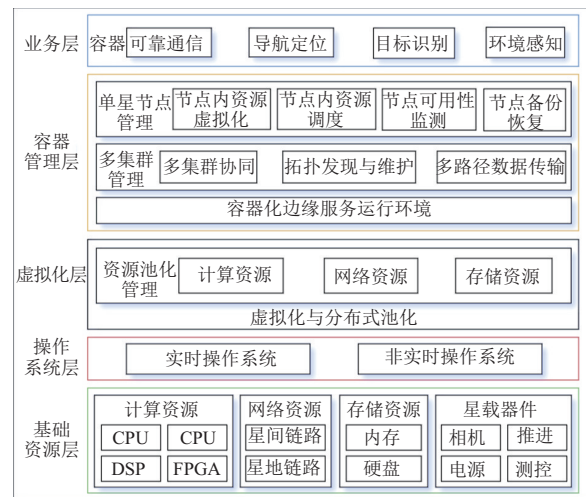 业务层 容器 可靠通信 导航定位 目标识别 环境感知
容器
管理层
单星节点
管理
节点内资源
虚拟化
节点内资源
调度
节点可用性
监测
节点备份
恢复
多集群
管理
多集群协同 拓扑发现与维护 多路径数据传输
容器化边缘服务运行环境
虚拟化层
资源池化
管理
计算资源 网络资源 存储资源
虚拟化与分布式池化
操作
系统层
实时操作系统 非实时操作系统
基础
资源层
计算资源
CPU CPU
DSP FPGA
网络资源
星间链路
星地链路
存储资源
内存
硬盘
星载器件
相机 推进
电源 测控